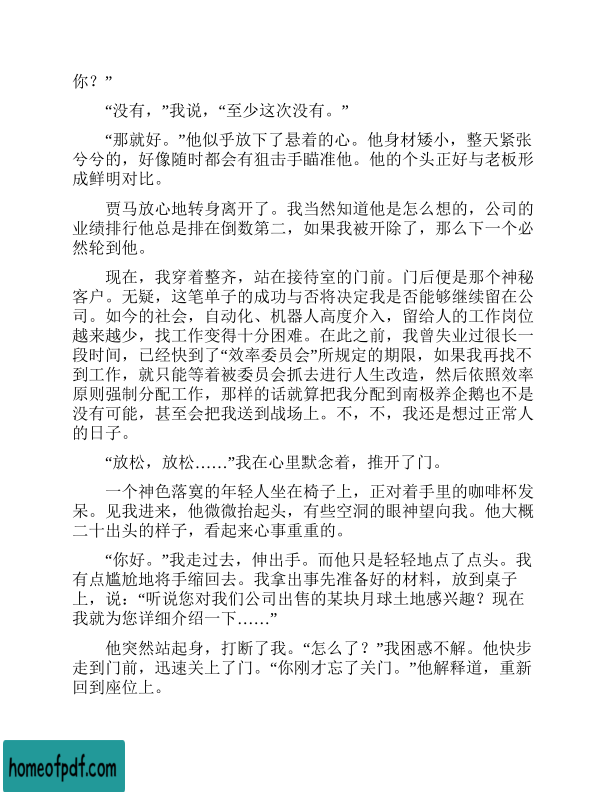 你？”
“没有，”我说，“至少这次没有。”
“那就好。”他似乎放下了悬着的心。他身材矮小，整天紧张
兮兮的，好像随时都会有狙击手瞄准他。他的个头正好与老板形
成鲜明对比。
贾马放心地转身离开了。我当然知道他是怎么想的，公司的
业绩排行他总是排在倒数第二，如果我被开除了，那么下一个必
然轮到他。
现在，我穿着整齐，站在接待室的门前。门后便是那个神秘
客户。无疑，这笔单子的成功与否将决定我是否能够继续留在公
司。如今的社会，自动化、机器人高度介入，留给人的工作岗位
越来越少，找工作变得十分困难。在此之前，我曾失业过很长一
段时间，已经快到了“效率委员会”所规定的期限，如果我再找不
到工作，就只能等着被委员会抓去进行人生改造，然后依照效率
原则强制分配工作，那样的话就算把我分配到南极养企鹅也不是
没有可能，甚至会把我送到战场上。不，不，我还是想过正常人
的日子。
“放松，放松……”我在心里默念着，推开了门。
一个神色落寞的年轻人坐在椅子上，正对着手里的咖啡杯发
呆。见我进来，他微微抬起头，有些空洞的眼神望向我。他大概
二十出头的样子，看起来心事重重的。
“你好。”我走过去，伸出手。而他只是轻轻地点了点头。我
有点尴尬地将手缩回去。我拿出事先准备好的材料，放到桌子
上，说：“听说您对我们公司出售的某块月球土地感兴趣？现在
我就为您详细介绍一下……”
他突然站起身，打断了我。“怎么了？”我困惑不解。他快步
走到门前，迅速关上了门。“你刚才忘了关门。”他解释道，重新
回到座位上。
homeofpdf.com